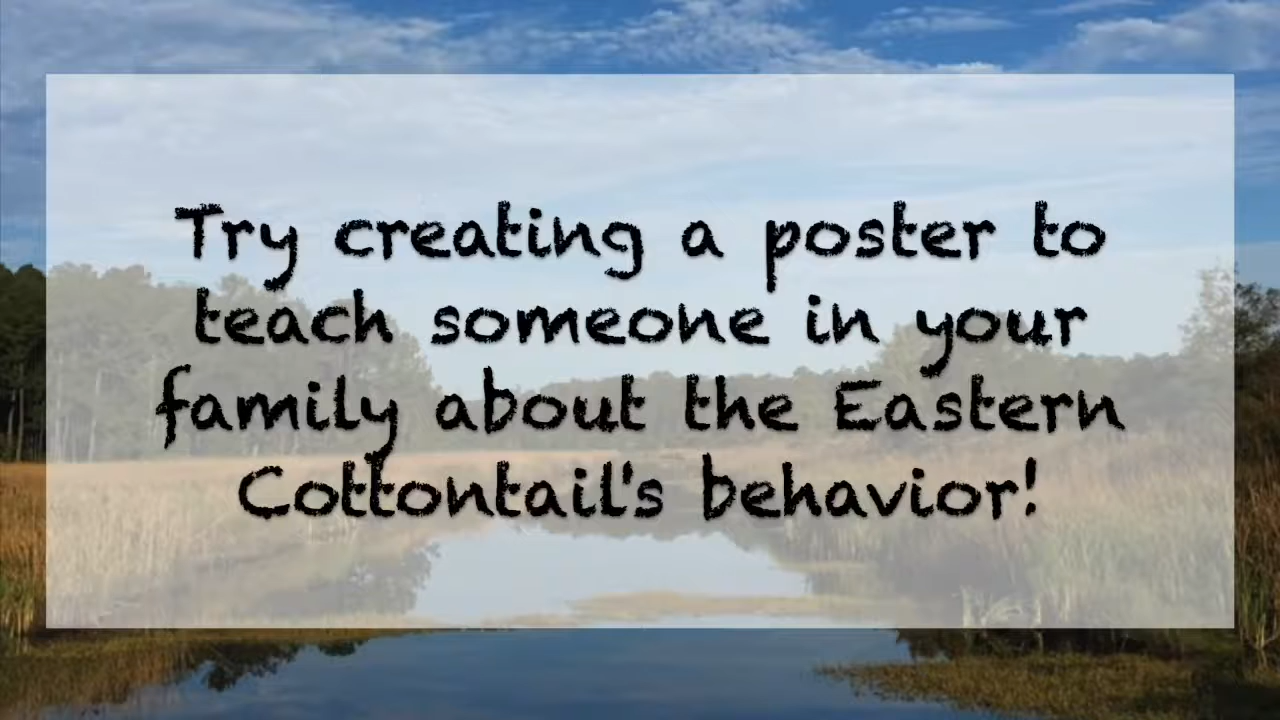 Try creating a poster to
teach someone in your
family about the Eastern
Cottontail's behavior!